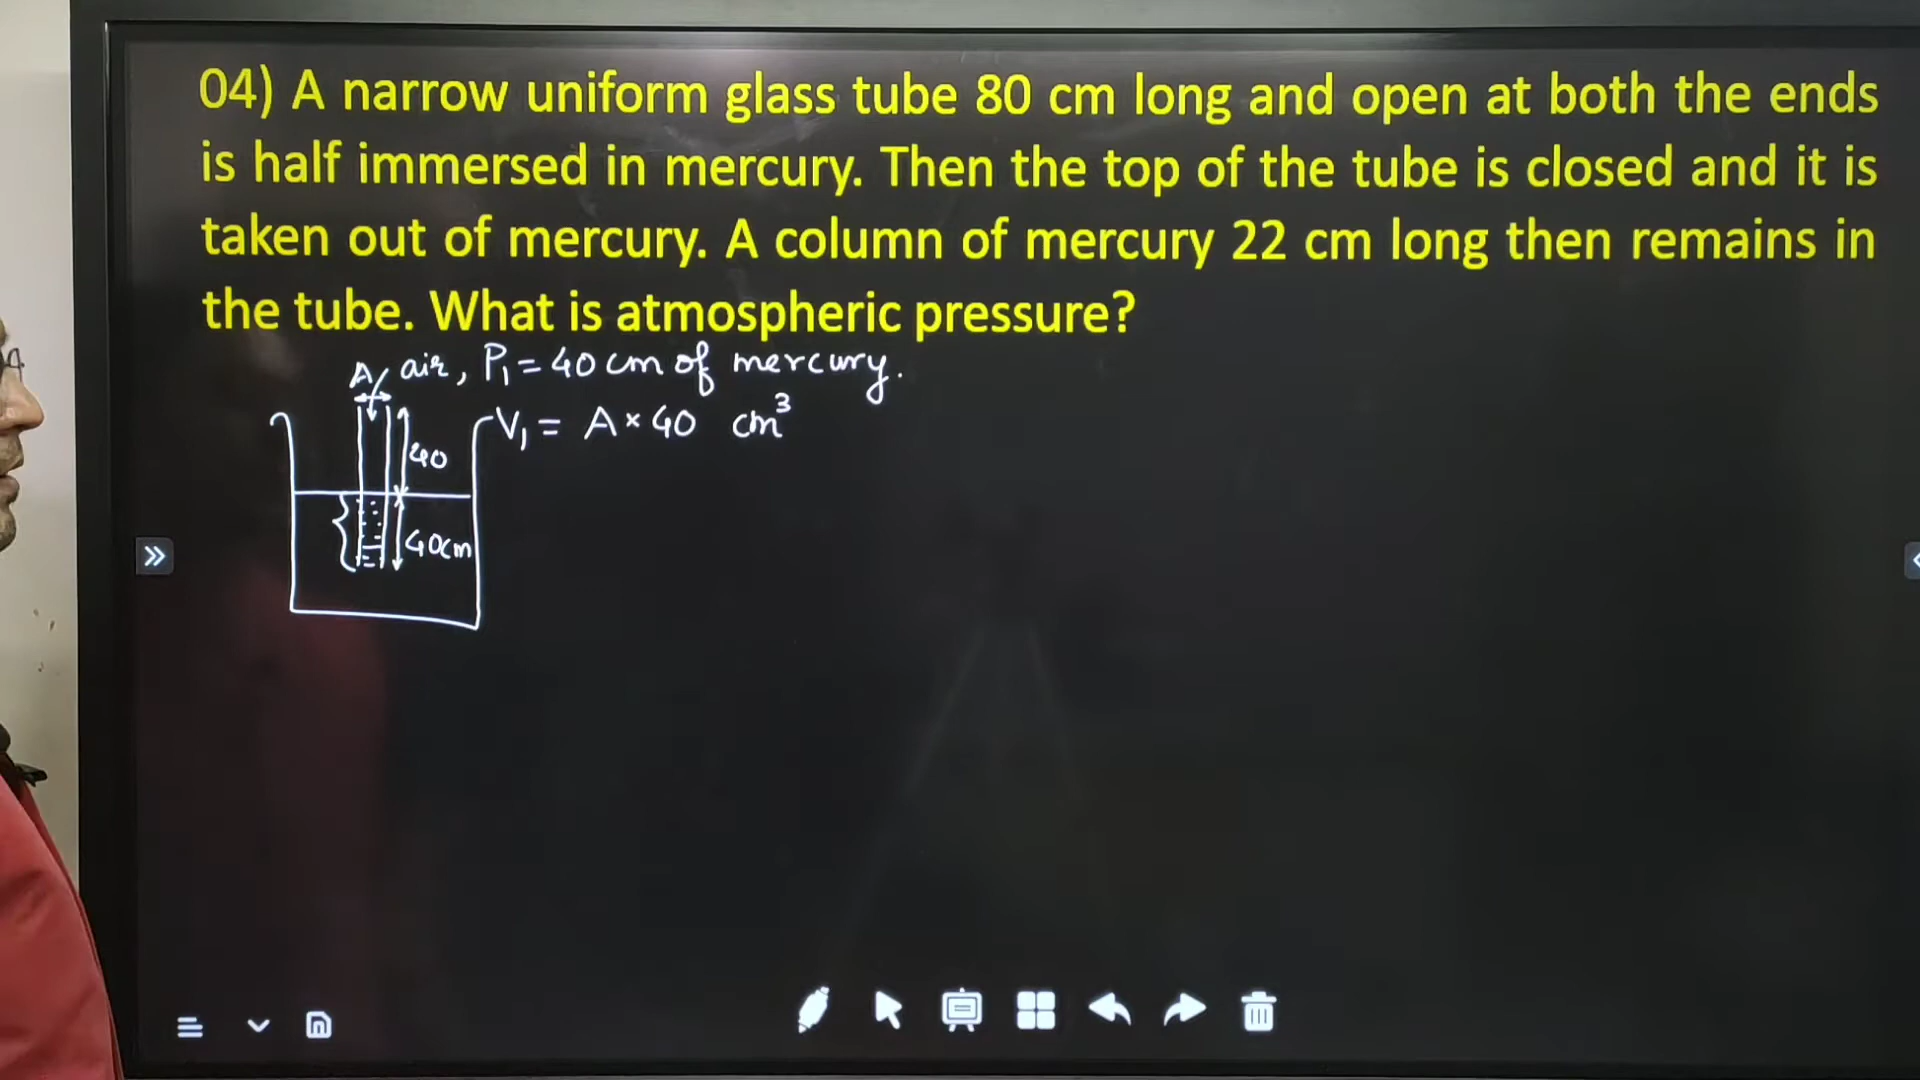 04) A narrow uniform glass tube 80 cm long and open at both the ends
is half immersed in mercury. Then the top of the tube is closed and it is
taken out of mercury. A column of mercury 22 cm long then remains in
the tube. What is atmospheric pressure?
A air, P₁ = 40 cm of mercury.
V₁ = A × 40 cm³
40
40cm